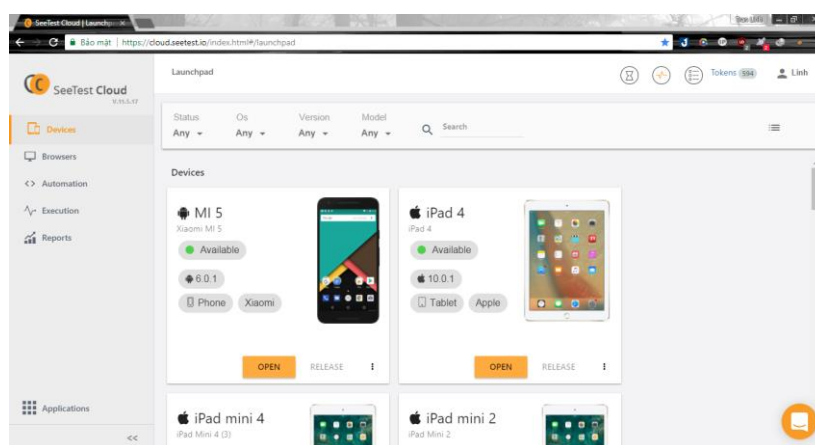 SeeTest Cloud | Launchp
Bảo mật | https://cloud.seetest.io/index.html#/launchpad
SeeTest Cloud
V.11.5.17
Launchpad
Tokens 594
Linh
Devices
Browsers
Automation
Execution
Reports
Applications
<<
Status Os Version Model
Any Any Any Any
Search
Devices
MI 5
Xiaomi MI 5
Available
6.0.1
Phone Xiaomi
OPEN RELEASE
iPad 4
iPad 4
Available
10.0.1
Tablet Apple
OPEN RELEASE
iPad mini 4
iPad Mini 4 (3)
iPad mini 2
iPad Mini 2